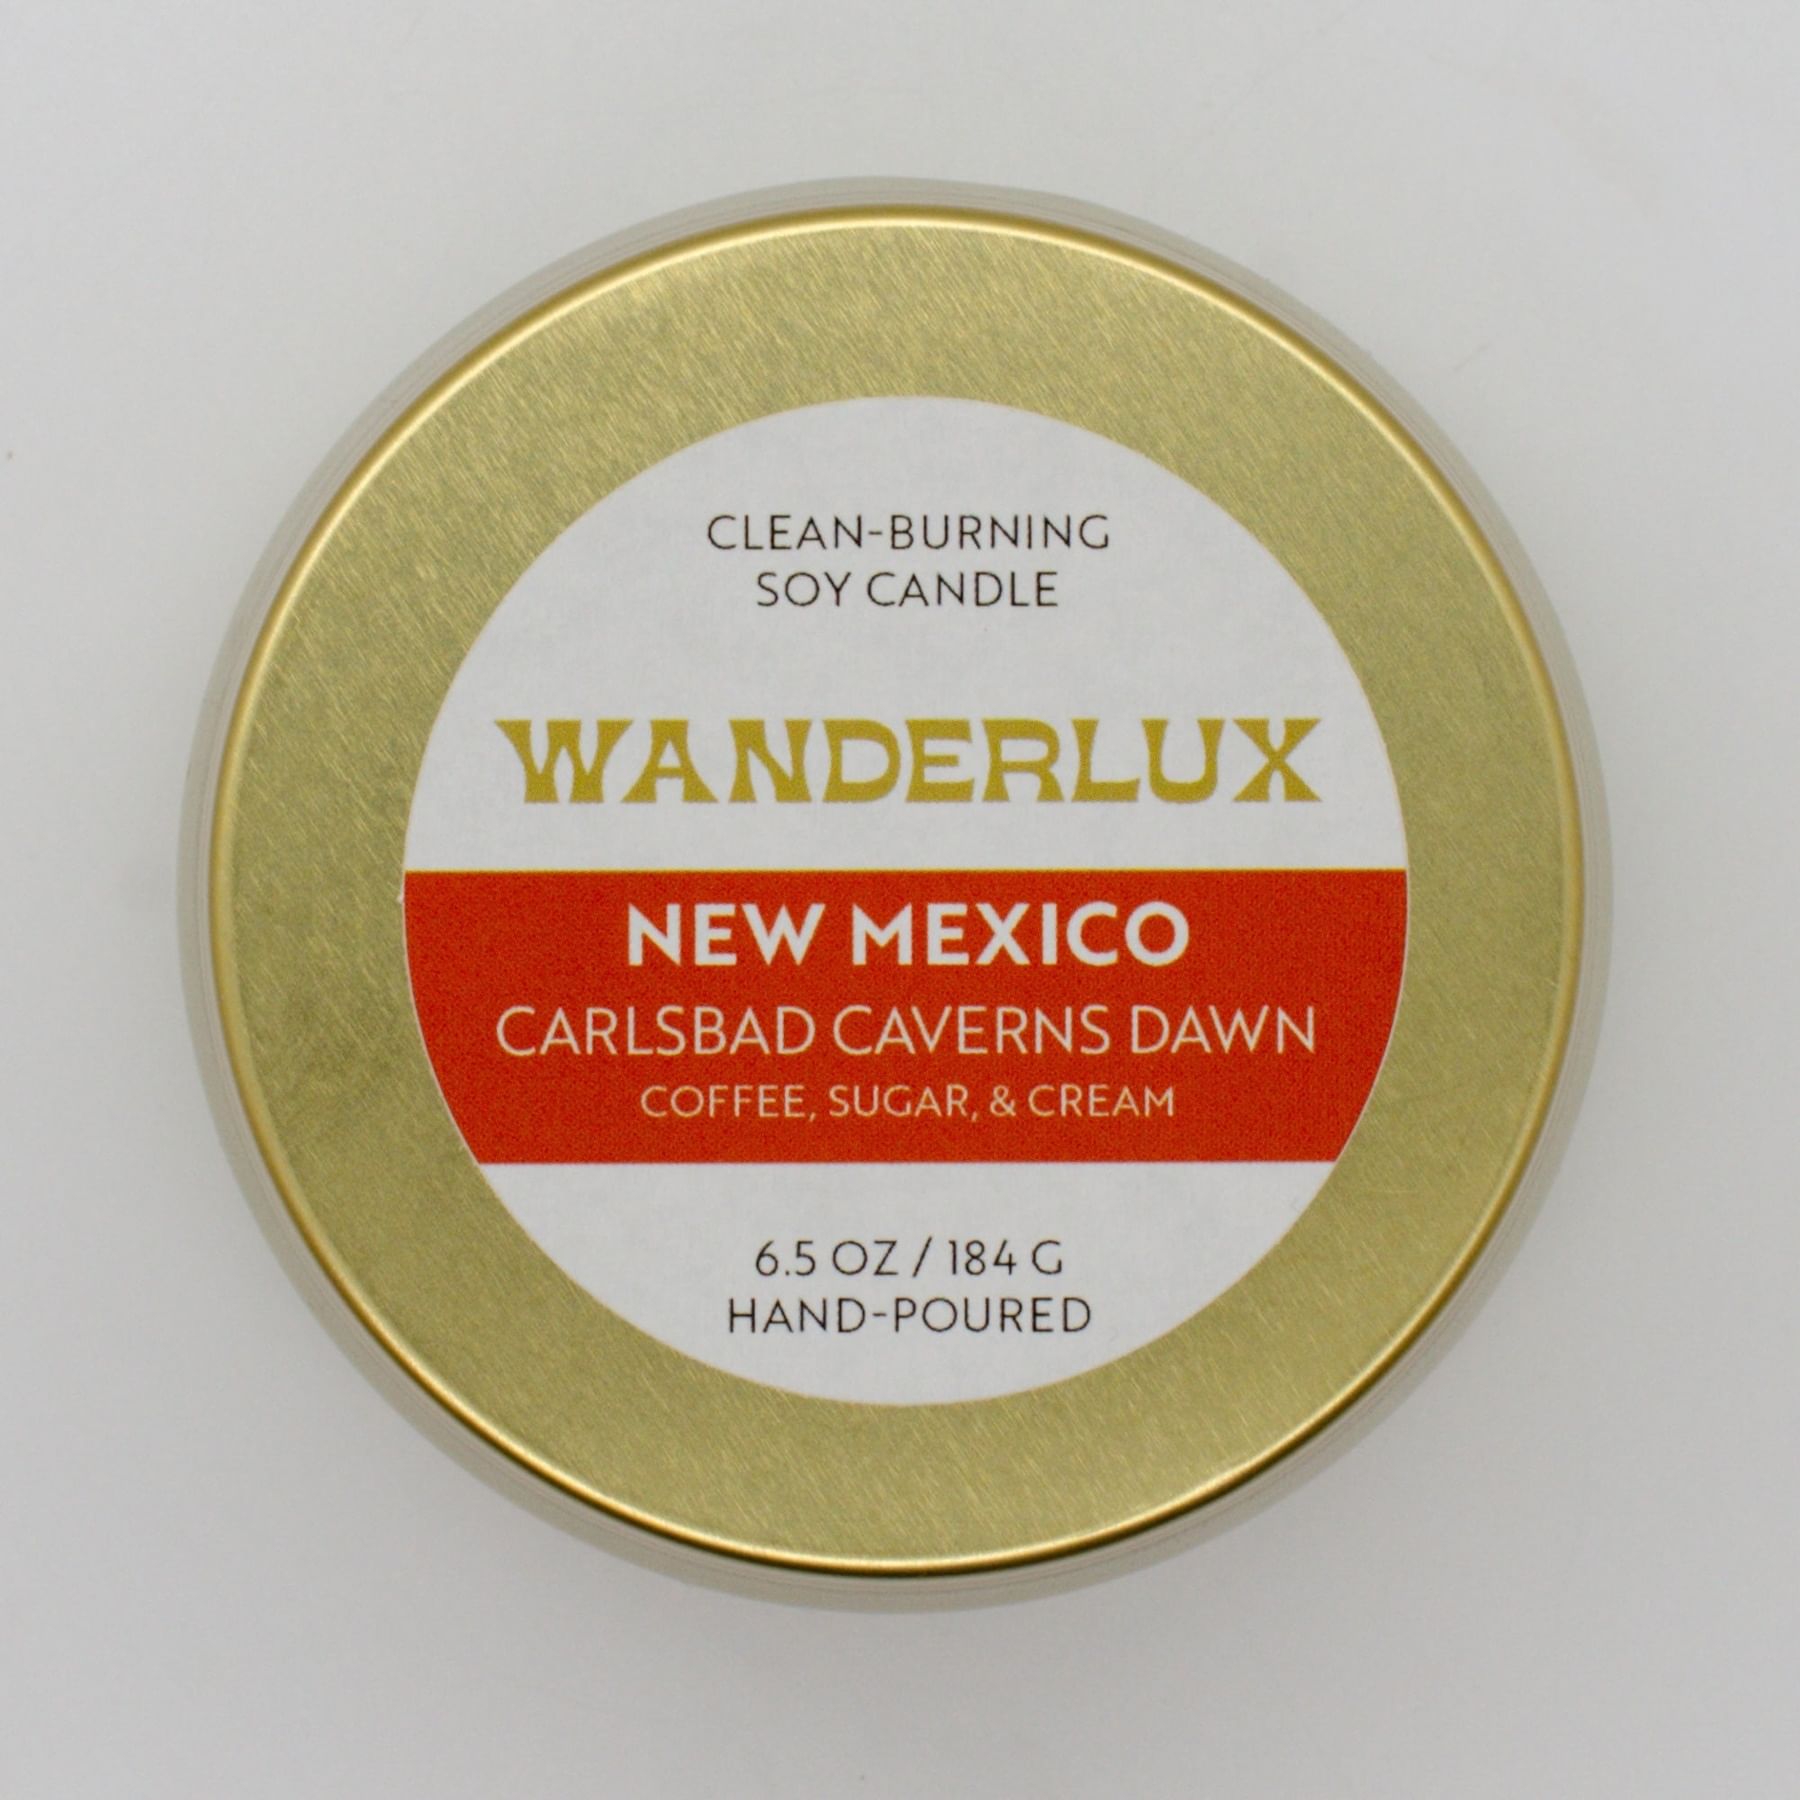 CLEAN-BURNING
SOY CANDLE
WANDERLUX
NEW MEXICO
CARLSBAD CAVERNS DAWN
COFFEE, SUGAR, & CREAM
6.5 OZ / 184 G
HAND-POURED